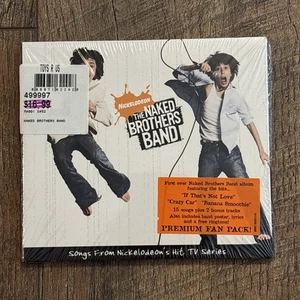 TOYS R US
499997
NAKED BROTHERS BAND
NICKELODEON
THE NAKED
BROTHERS
BAND
First ever Naked Brothers Band album
featuring the hits...
"If That's Not Love"
"Crazy Car" "Banana Smoothie"
15 songs plus 2 bonus tracks
Also includes band poster, lyrics
and a free ringtone!
PREMIUM FAN PACK!
Songs From Nickelodeon's Hit TV Series